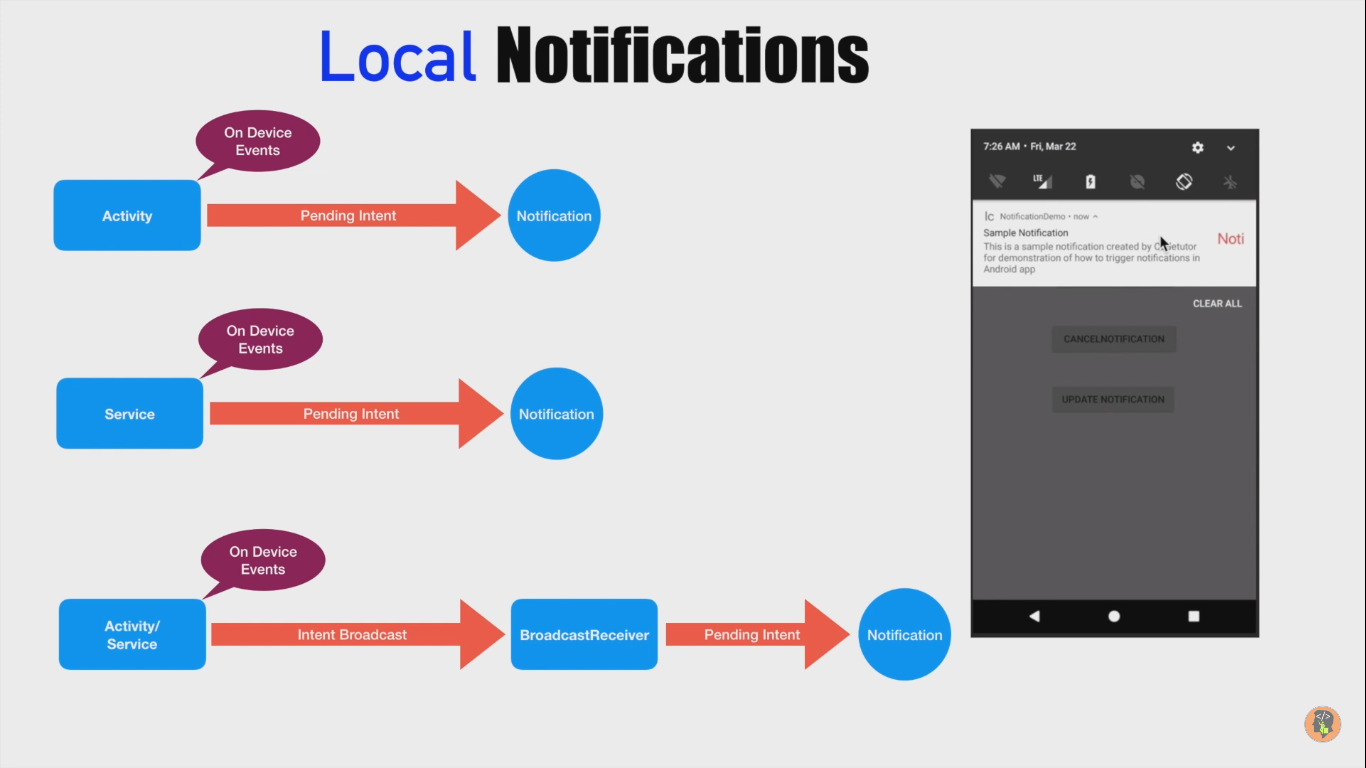 Local Notifications
On Device
Events
Activity
Pending Intent
Notification
On Device
Events
Service
Pending Intent
Notification
On Device
Events
Activity/
Service
Intent Broadcast
BroadcastReceiver
Pending Intent
Notification
7:26 AM • Fri, Mar 22
LTE
Ic NotificationDemo • now
Sample Notification
This is a sample notification created by
for demonstration of how to trigger notifications in
Android app
Noti
CLEAR ALL
CANCELNOTIFICATION
UPDATE NOTIFICATION